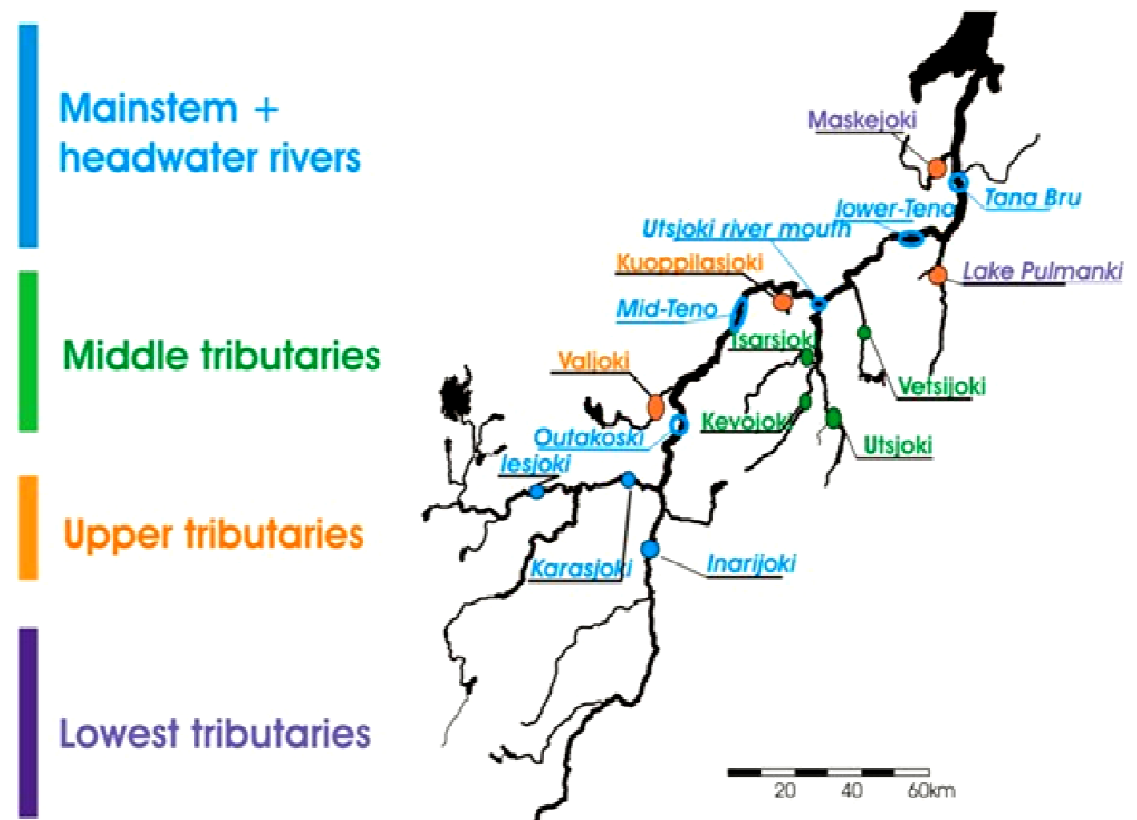 Mainstem +
headwater rivers
Middle tributaries
Upper tributaries
Lowest tributaries
Maskejoki
Tana Bru
lower-Teno
Utsjoki river mouth
Kuoppilasjoki
Lake Pulmanki
Mid-Teno
Tsarsjoki
Valjoki
Vetsijoki
Kevojoki
Outakoski
Utsjoki
Iesjoki
Karasjoki
Inarijoki
20 40 60km